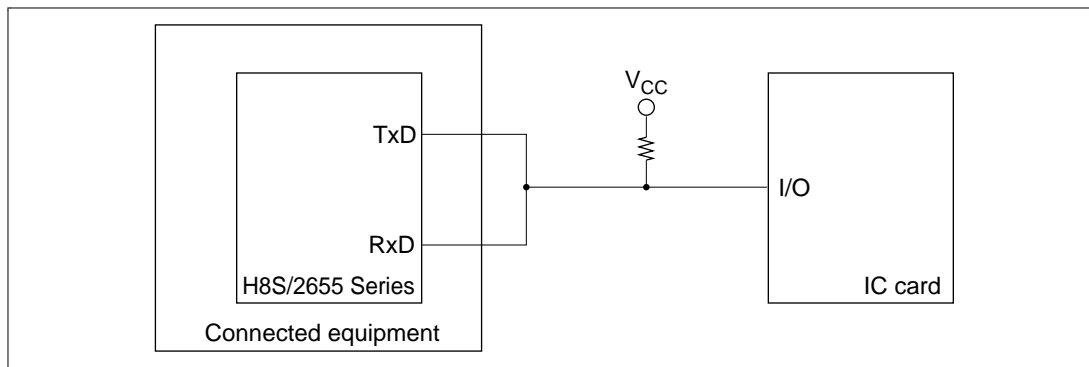 V_CC
TxD
I/O
RxD
H8S/2655 Series
IC card
Connected equipment